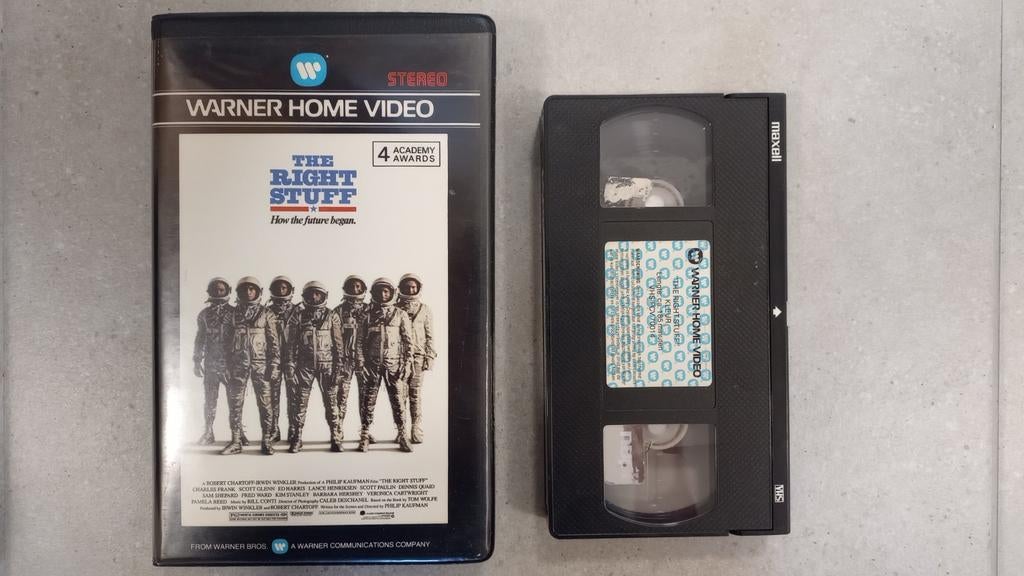 STEREO
WARNER HOME VIDEO
4 ACADEMY AWARDS
THE
RIGHT
STUFF
How the future began.
A ROBERT CHARTOFF-IRWIN WINKLER Production of A PHILIP KAUFMAN Film "THE RIGHT STUFF"
CHARLES FRANK SCOTT GLENN ED HARRIS LANCE HENRIKSEN SCOTT PAULIN DENNIS QUAID
SAM SHEPARD FRED WARD KIM STANLEY BARBARA HERSHEY VERONICA CARTWRIGHT
PAMELA REED Music by BILL CONTI Director of Photography CALEB DESCHANEL Based on the Book by TOM WOLFE
Produced by IRWIN WINKLER and ROBERT CHARTOFF Written for the Screen and Directed by PHILIP KAUFMAN
FROM WARNER BROS. A WARNER COMMUNICATIONS COMPANY
maxell
WARNER HOME VIDEO
THE RIGHT STUFF
KLEUR
VHS